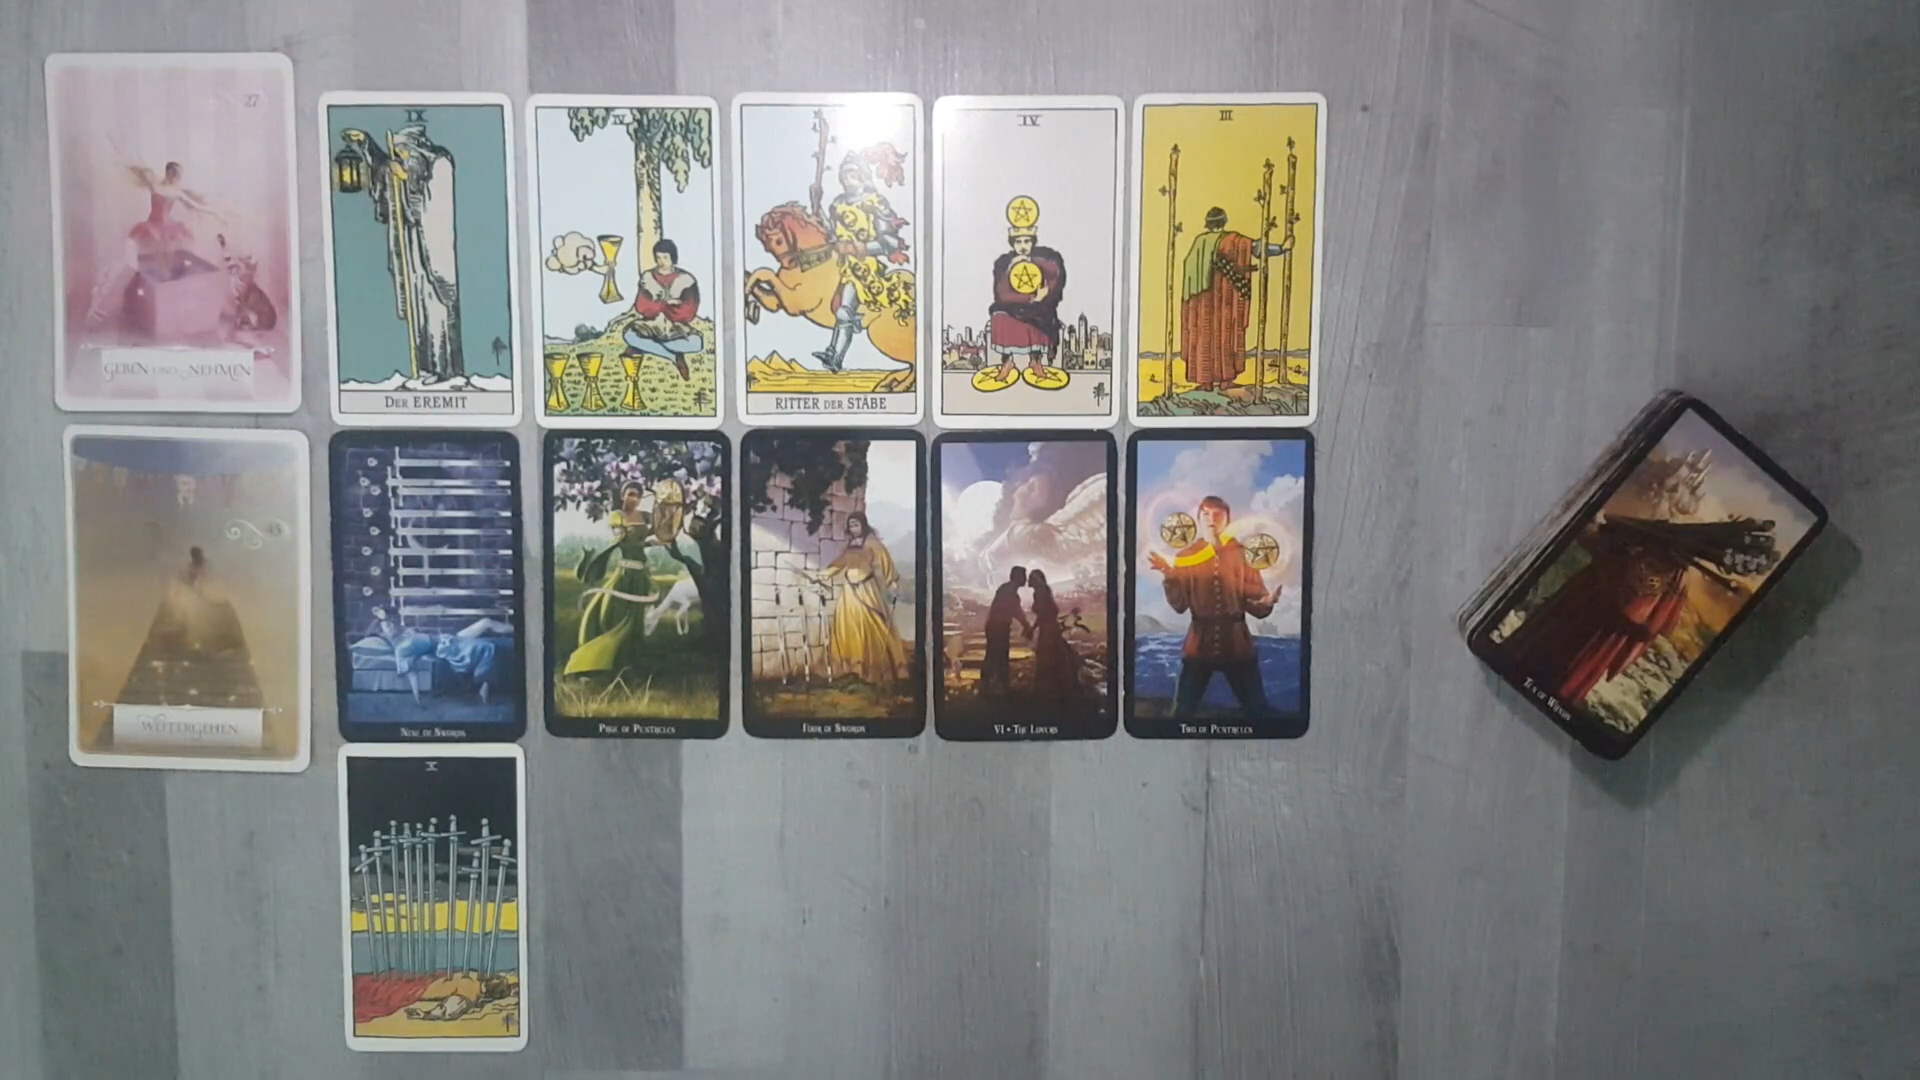 27
GEBEN UND NEHMEN
IX
DER EREMIT
IV
RITTER DER STÄBE
IV
III
45
WEITERGEHEN
NINE OF SWORDS
PAGE OF PENTACLES
FOUR OF SWORDS
VI • THE LOVERS
TWO OF PENTACLES
TEN OF WANDS
X